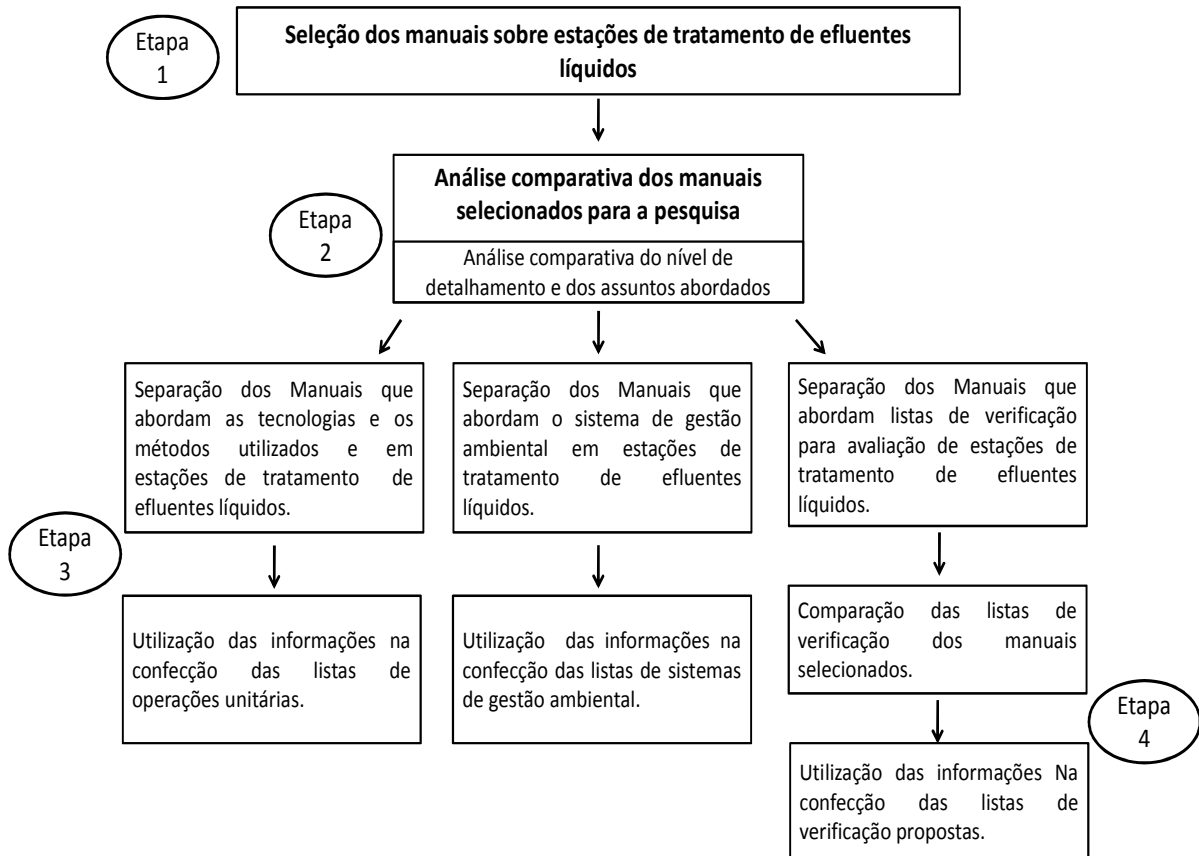 Etapa
1
Seleção dos manuais sobre estações de tratamento de efluentes
líquidos
Etapa
2
Análise comparativa dos manuais
selecionados para a pesquisa
Análise comparativa do nível de
detalhamento e dos assuntos abordados
Separação dos Manuais que
abordam as tecnologias e os
métodos utilizados e em
estações de tratamento de
efluentes líquidos.
Separação dos Manuais que
abordam o sistema de gestão
ambiental em estações de
tratamento de efluentes
líquidos.
Separação dos Manuais que
abordam listas de verificação
para avaliação de estações de
tratamento de efluentes
líquidos.
Etapa
3
Utilização das informações na
confecção das listas de
operações unitárias.
Utilização das informações na
confecção das listas de sistemas
de gestão ambiental.
Comparação das listas de
verificação dos manuais
selecionados.
Etapa
4
Utilização das informações Na
confecção das listas de
verificação propostas.